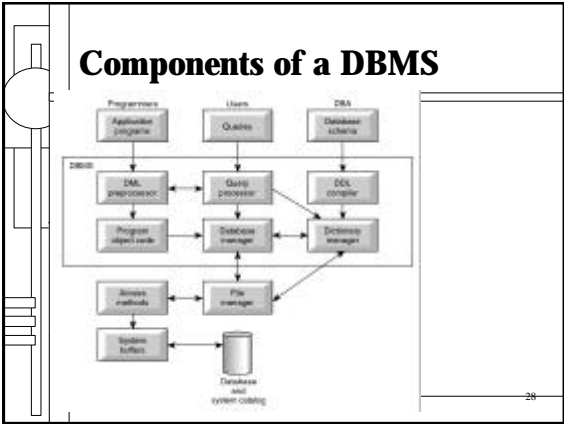 Components of a DBMS
Programmers
Users
DBA
Application
programs
Queries
Database
schema
DBMS
DML
preprocessor
Query
processor
DDL
compiler
Program
object code
Database
manager
Dictionary
manager
Access
methods
File
manager
System
buffers
Database
and
system catalog
28